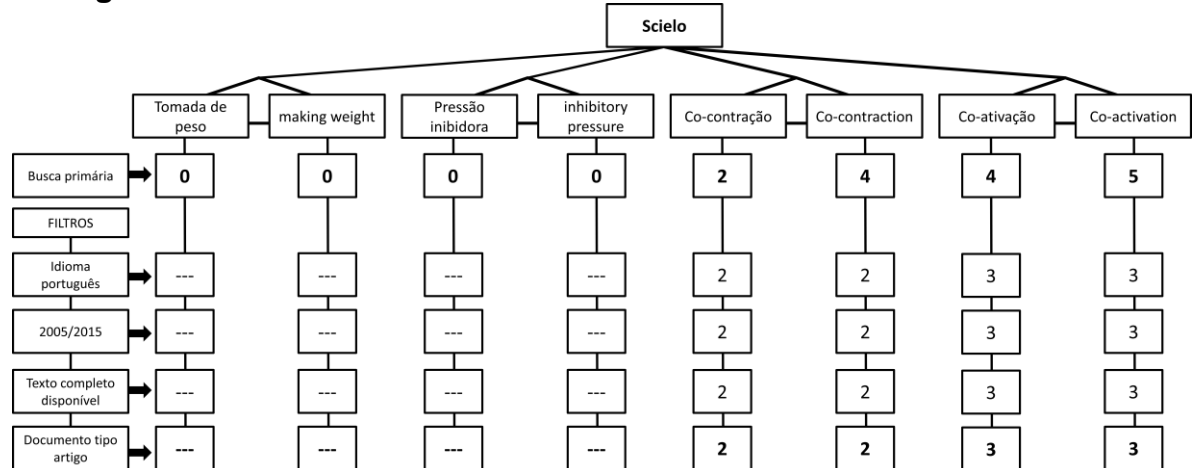 g
Scielo
Tomada de
peso
making weight
Pressão
inibidora
inhibitory
pressure
Co-contração
Co-contraction
Co-ativação
Co-activation
Busca primária
0
0
0
0
2
4
4
5
FILTROS
Idioma
português
---
---
---
---
2
2
3
3
2005/2015
---
---
---
---
2
2
3
3
Texto completo
disponível
---
---
---
---
2
2
3
3
Documento tipo
artigo
---
---
---
---
2
2
3
3